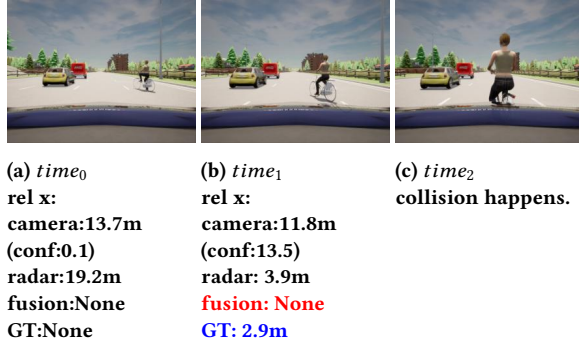 (a) time0
rel x:
camera:13.7m
(conf:0.1)
radar:19.2m
fusion:None
GT:None
(b) time1
rel x:
camera:11.8m
(conf:13.5)
radar: 3.9m
fusion: None
GT: 2.9m
(c) time2
collision happens.